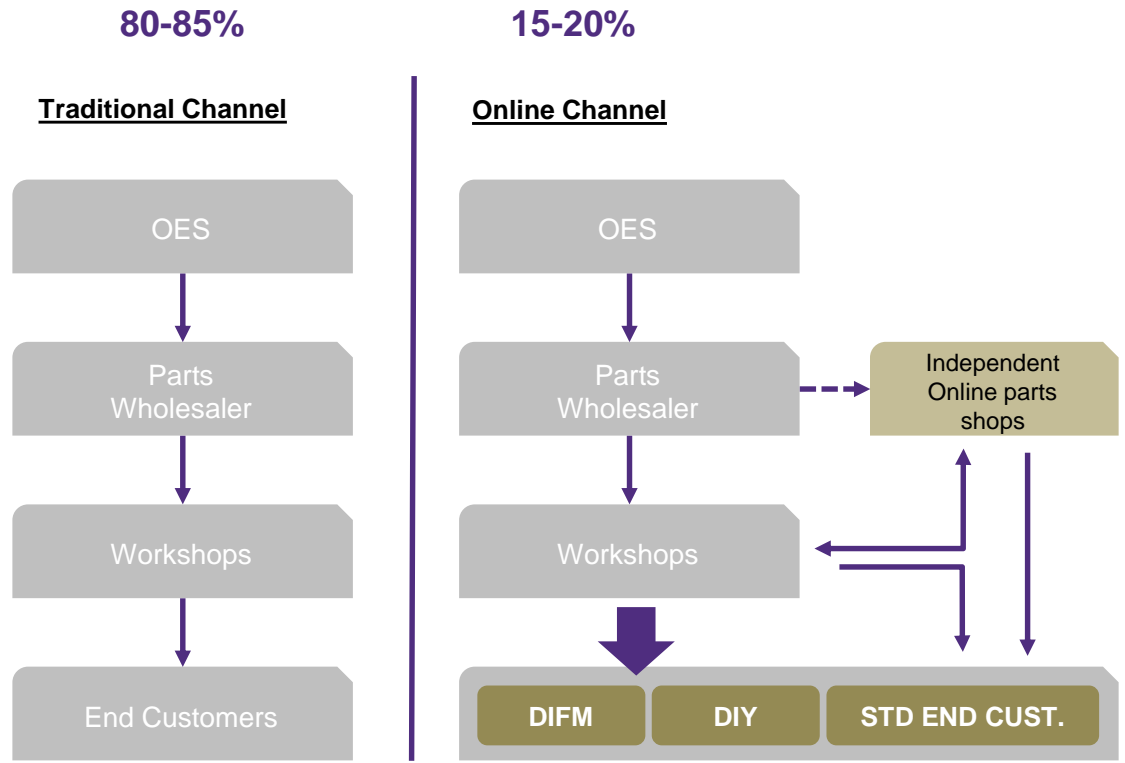 80-85%
15-20%
Traditional Channel
Online Channel
OES
OES
Parts
Wholesaler
Parts
Wholesaler
Independent
Online parts
shops
Workshops
Workshops
End Customers
DIFM
DIY
STD END CUST.